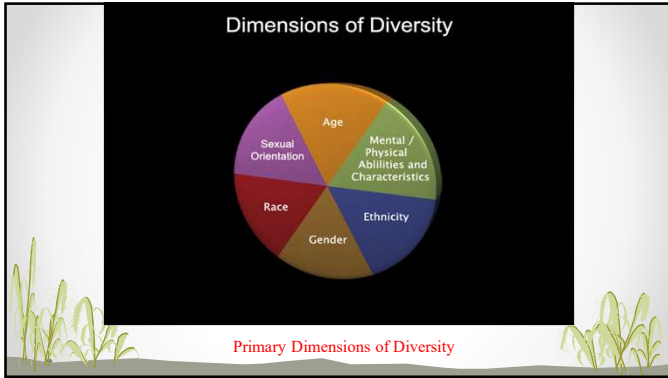 Dimensions of Diversity
Age
Mental /
Physical
Ablilities and
Characteristics
Ethnicity
Gender
Race
Sexual
Orientation
Primary Dimensions of Diversity